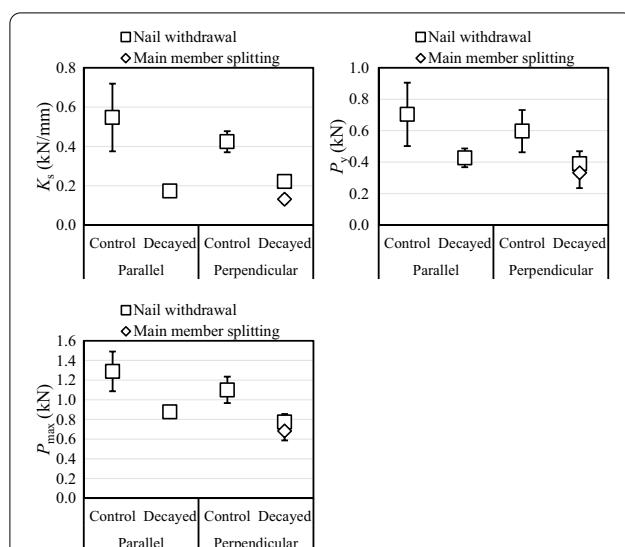 □ Nail withdrawal
◇ Main member splitting
0.8
0.6
0.4
0.2
0.0
Ks (kN/mm)
Control Decayed Control Decayed
Parallel Perpendicular
□ Nail withdrawal
◇ Main member splitting
1.0
0.8
0.6
0.4
0.2
0.0
Py (kN)
Control Decayed Control Decayed
Parallel Perpendicular
□ Nail withdrawal
◇ Main member splitting
1.6
1.4
1.2
1.0
0.8
0.6
0.4
0.2
0.0
Pmax (kN)
Control Decayed Control Decayed
Parallel Perpendicular